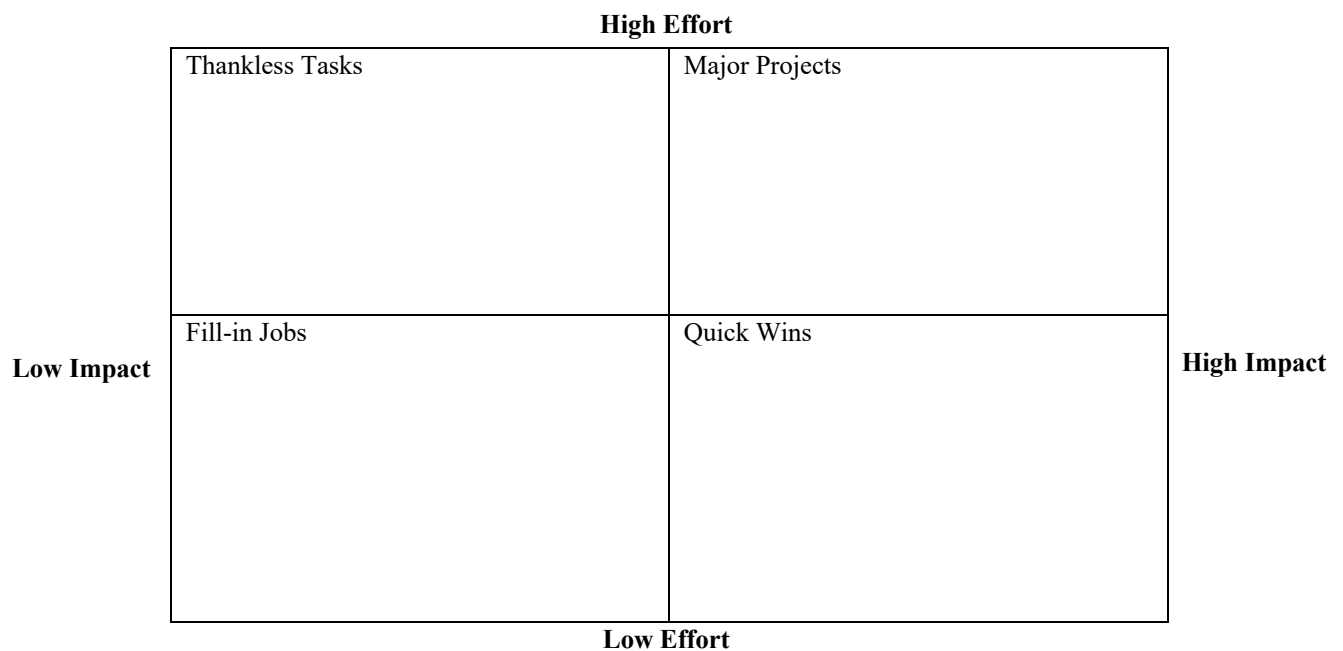 High Effort
Thankless Tasks
Major Projects
Fill-in Jobs
Quick Wins
Low Impact
High Impact
Low Effort